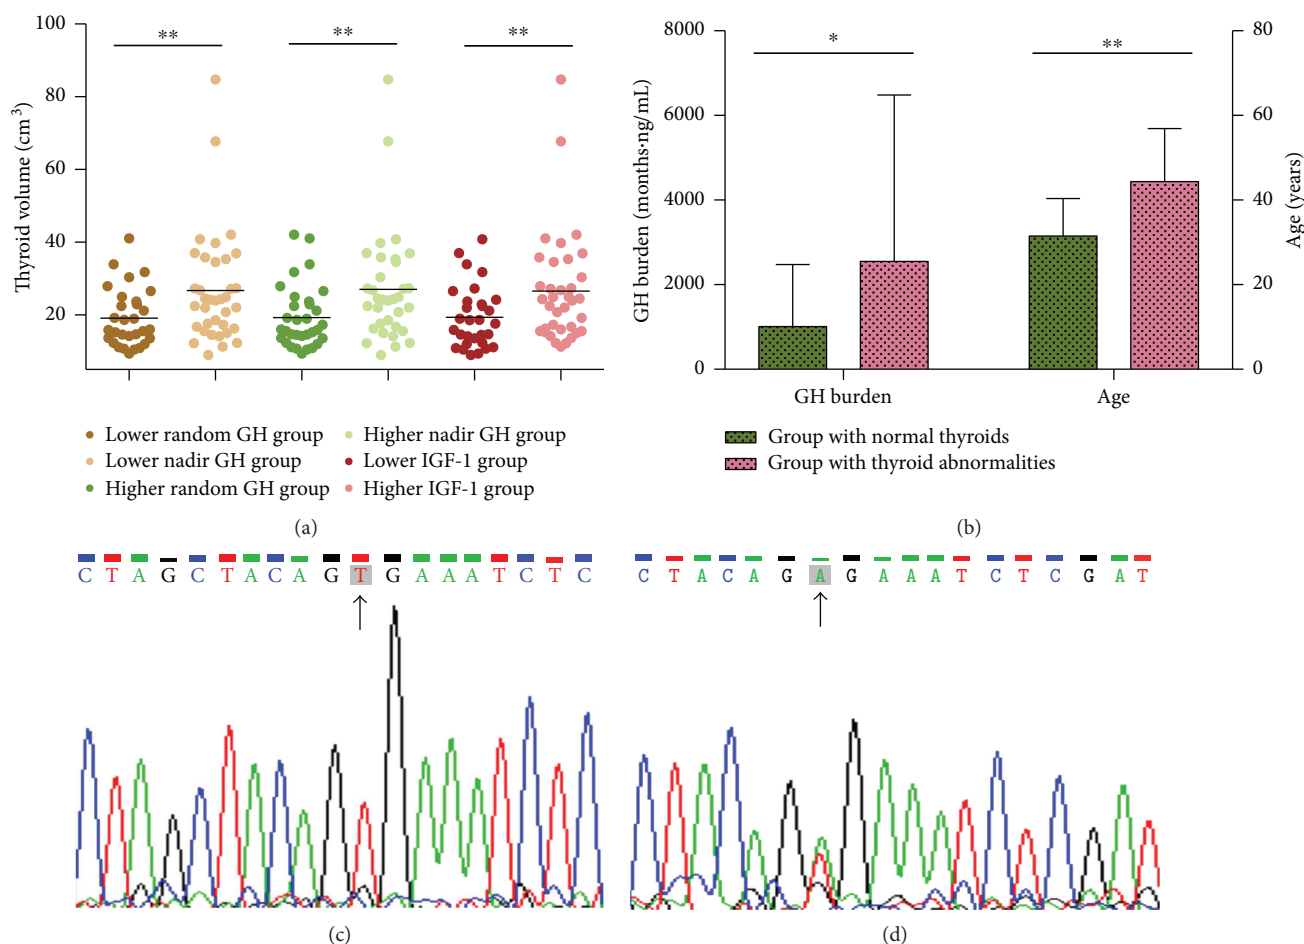 100
80
60
40
20
Thyroid volume (cm³)
**
**
**
Lower random GH group
Lower nadir GH group
Higher random GH group
Higher nadir GH group
Lower IGF-1 group
Higher IGF-1 group
(a)
8000
6000
4000
2000
0
GH burden (months·ng/mL)
*
**
80
60
40
20
0
Age (years)
GH burden
Age
Group with normal thyroids
Group with thyroid abnormalities
(b)
C T A G C T A C A G T G A A A T C T C
(c)
C T A C A G A G A A A T C T C G A T
(d)